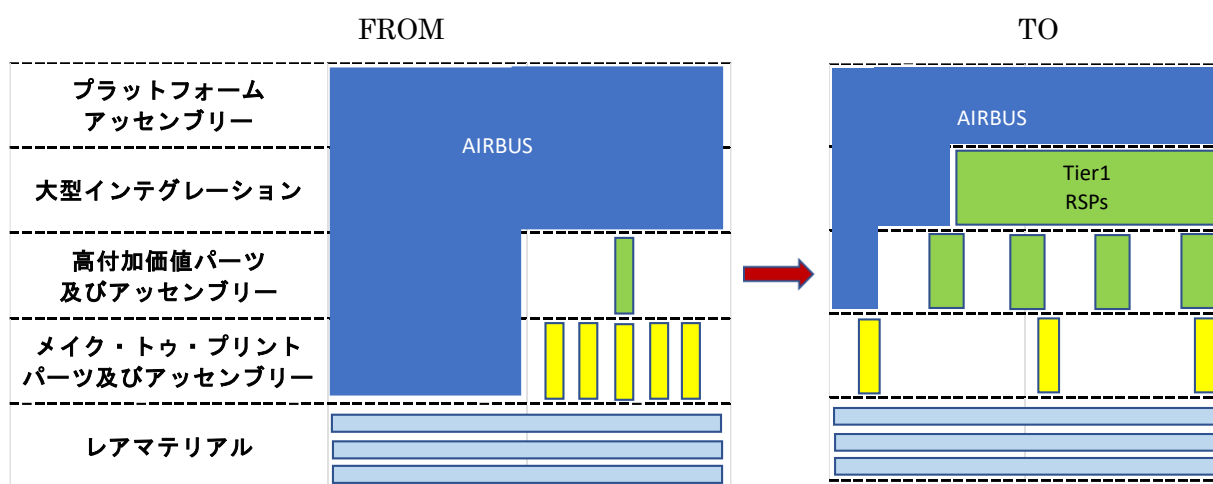 FROM
TO
プラットフォーム
アッセンブリー
AIRBUS
AIRBUS
大型インテグレーション
Tier1
RSPs
高付加価値パーツ
及びアッセンブリー
メイク・トゥ・プリント
パーツ及びアッセンブリー
レアマテリアル